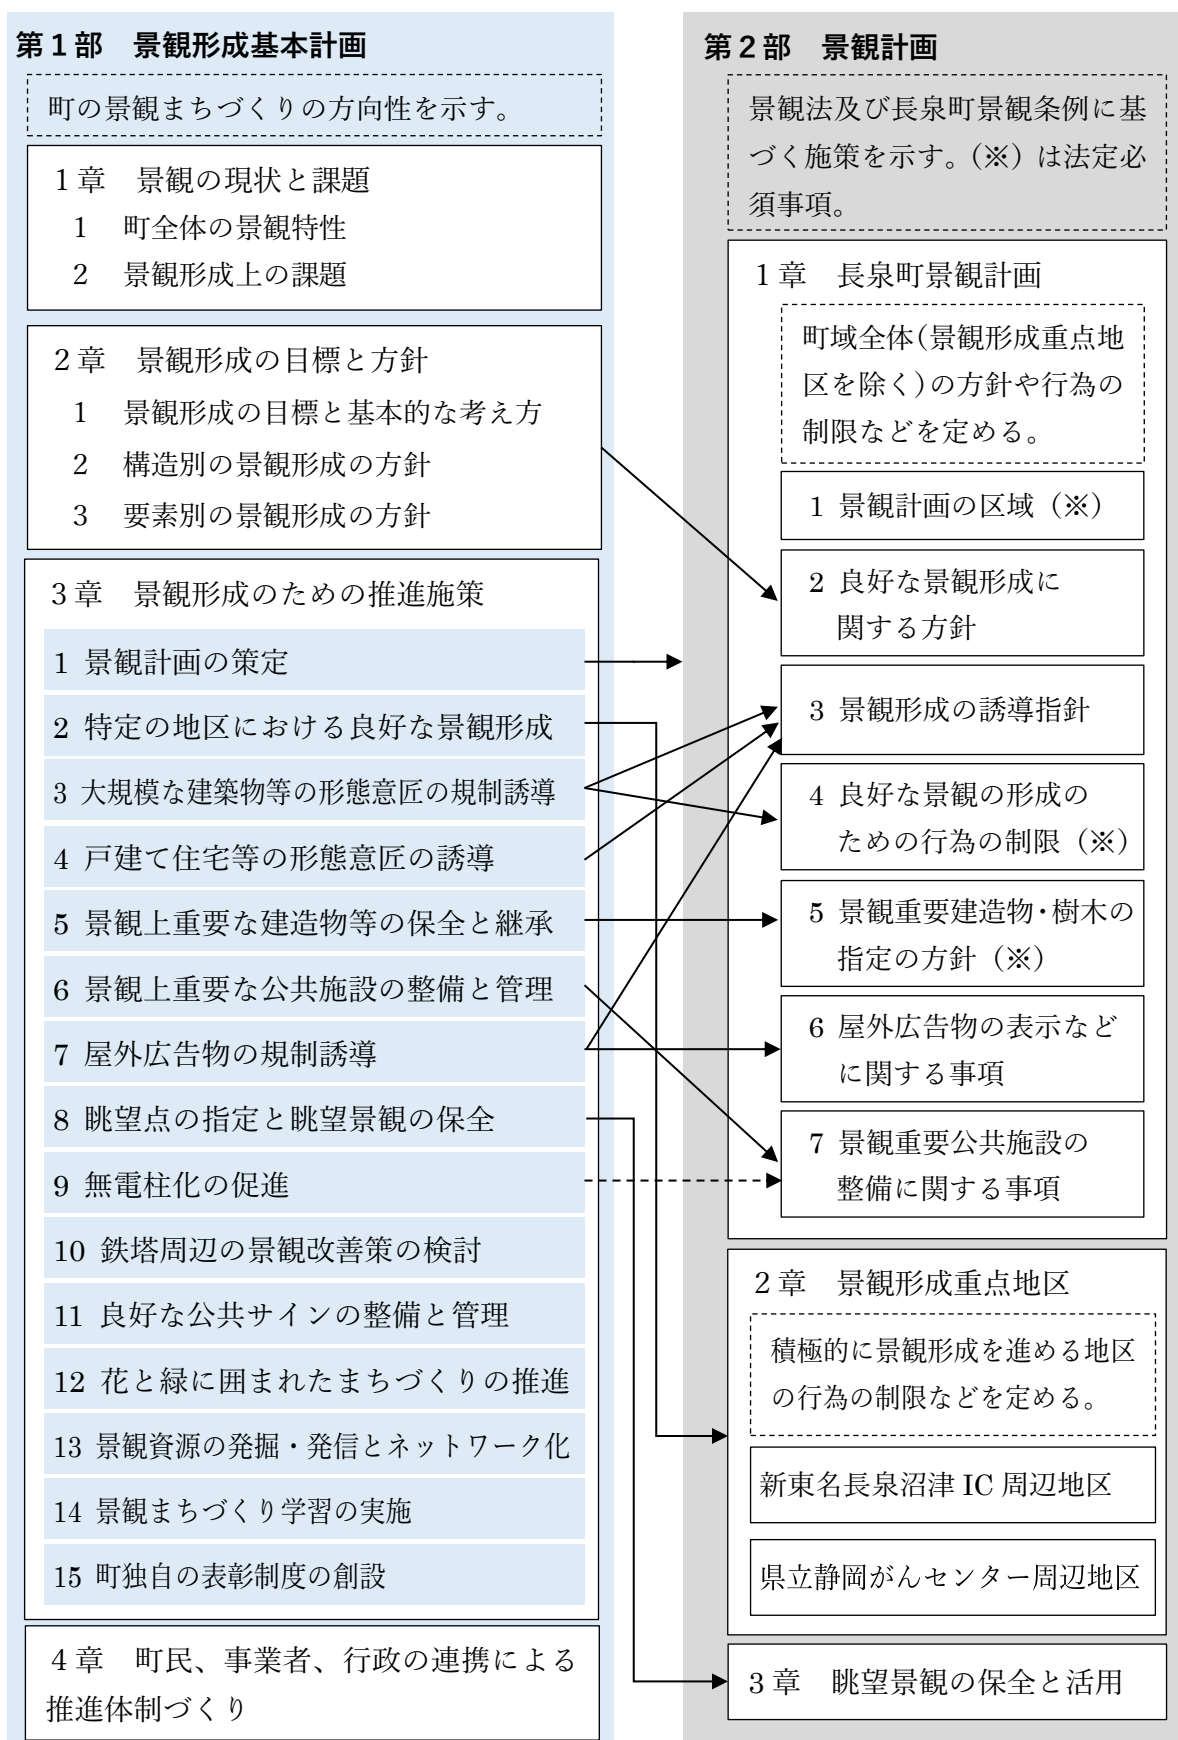 第１部　景観形成基本計画
町の景観まちづくりの方向性を示す。
1章　景観の現状と課題
1　町全体の景観特性
2　景観形成上の課題
2章　景観形成の目標と方針
1　景観形成の目標と基本的な考え方
2　構造別の景観形成の方針
3　要素別の景観形成の方針
3章　景観形成のための推進施策
1 景観計画の策定
2 特定の地区における良好な景観形成
3 大規模な建築物等の形態意匠の規制誘導
4 戸建て住宅等の形態意匠の誘導
5 景観上重要な建造物等の保全と継承
6 景観上重要な公共施設の整備と管理
7 屋外広告物の規制誘導
8 眺望点の指定と眺望景観の保全
9 無電柱化の促進
10 鉄塔周辺の景観改善策の検討
11 良好な公共サインの整備と管理
12 花と緑に囲まれたまちづくりの推進
13 景観資源の発掘・発信とネットワーク化
14 景観まちづくり学習の実施
15 町独自の表彰制度の創設
4章　町民、事業者、行政の連携による
推進体制づくり
第２部　景観計画
景観法及び長泉町景観条例に基
づく施策を示す。（※）は法定必
須事項。
1章　長泉町景観計画
町域全体（景観形成重点地
区を除く）の方針や行為の
制限などを定める。
1 景観計画の区域（※）
2 良好な景観形成に
関する方針
3 景観形成の誘導指針
4 良好な景観の形成の
ための行為の制限（※）
5 景観重要建造物・樹木の
指定の方針（※）
6 屋外広告物の表示など
に関する事項
7 景観重要公共施設の
整備に関する事項
2章　景観形成重点地区
積極的に景観形成を進める地区
の行為の制限などを定める。
新東名長泉沼津 IC 周辺地区
県立静岡がんセンター周辺地区
3章　眺望景観の保全と活用